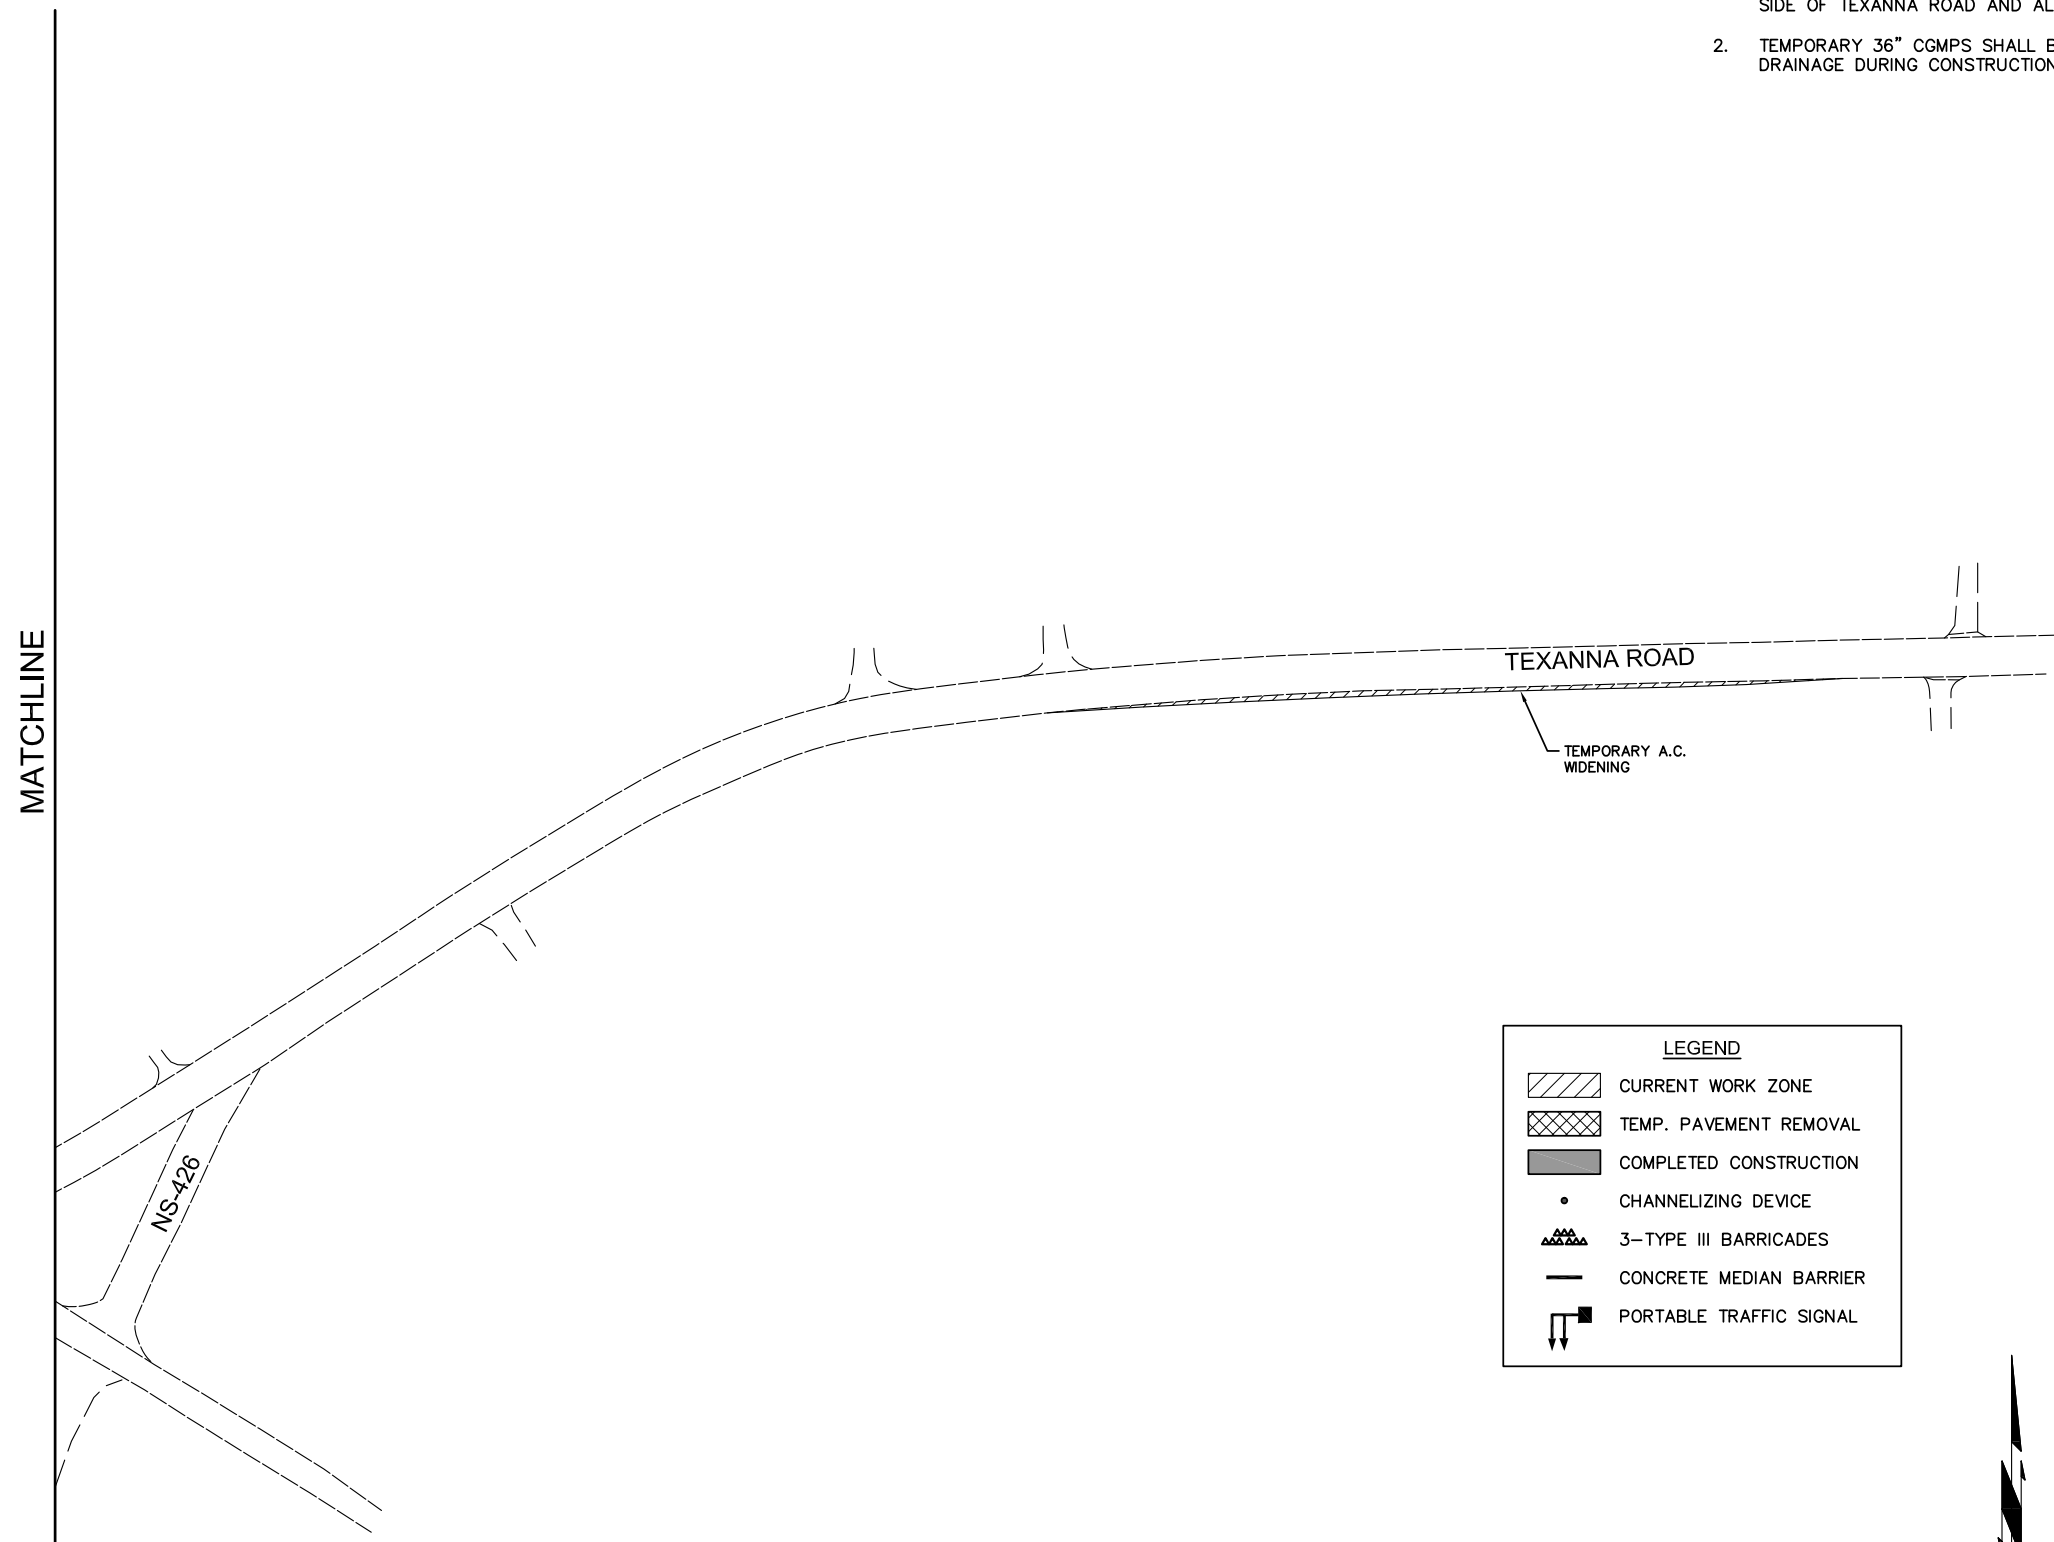 SIDE OF TEXANNA ROAD AND AL
2. TEMPORARY 36” CGMPS SHALL B
DRAINAGE DURING CONSTRUCTION
MATCHLINE
TEXANNA ROAD
TEMPORARY A.C.
WIDENING
NS-426
LEGEND
CURRENT WORK ZONE
TEMP. PAVEMENT REMOVAL
COMPLETED CONSTRUCTION
CHANNELIZING DEVICE
3-TYPE III BARRICADES
CONCRETE MEDIAN BARRIER
PORTABLE TRAFFIC SIGNAL